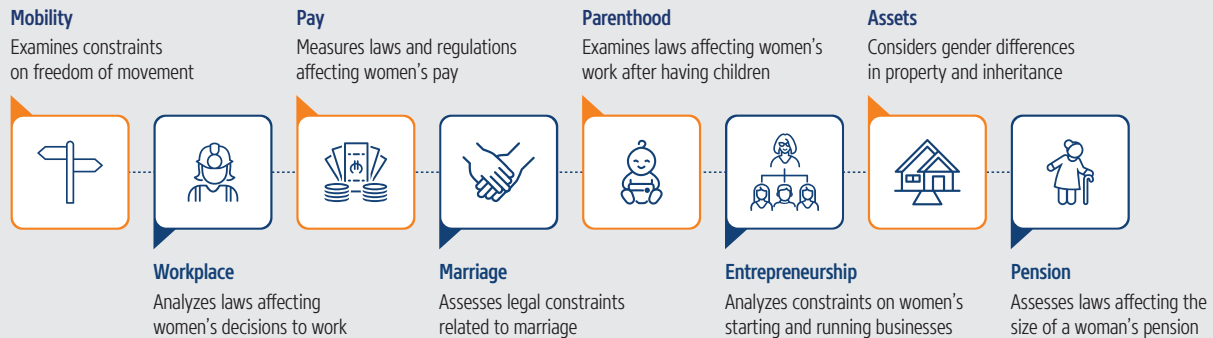 Mobility
Examines constraints
on freedom of movement
Pay
Measures laws and regulations
affecting women's pay
Parenthood
Examines laws affecting women's
work after having children
Assets
Considers gender differences
in property and inheritance
Workplace
Analyzes laws affecting
women's decisions to work
Marriage
Assesses legal constraints
related to marriage
Entrepreneurship
Analyzes constraints on women's
starting and running businesses
Pension
Assesses laws affecting the
size of a woman's pension